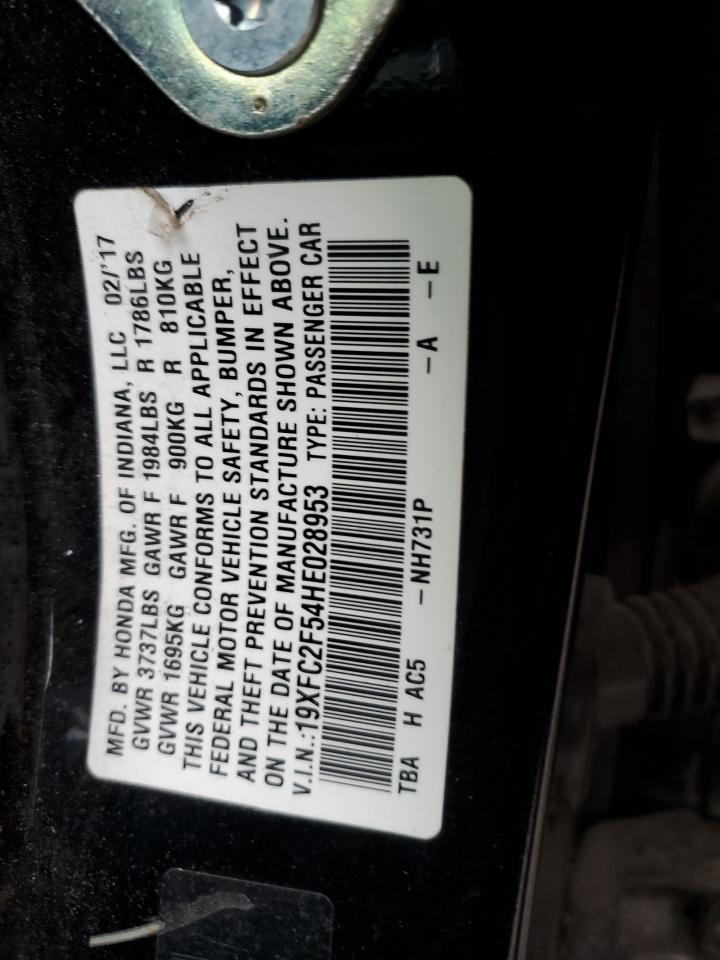 MFD. BY HONDA MFG. OF INDIANA, LLC 02/'17
GVWR 3737LBS GAWR F 1984LBS R 1786LBS
GVWR 1695KG GAWR F 900KG R 810KG
THIS VEHICLE CONFORMS TO ALL APPLICABLE
FEDERAL MOTOR VEHICLE SAFETY, BUMPER,
AND THEFT PREVENTION STANDARDS IN EFFECT
ON THE DATE OF MANUFACTURE SHOWN ABOVE.
V.I.N.:19XFC2F54HE028953 TYPE: PASSENGER CAR
TBA H AC5 -NH731P -A -E